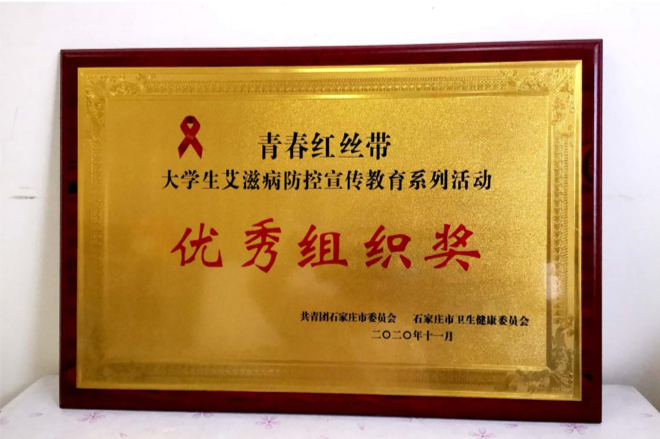 青春红丝带
大学生艾滋病防控宣传教育系列活动
优秀组织奖
共青团石家庄市委员会 石家庄市卫生健康委员会
二〇二〇年十一月